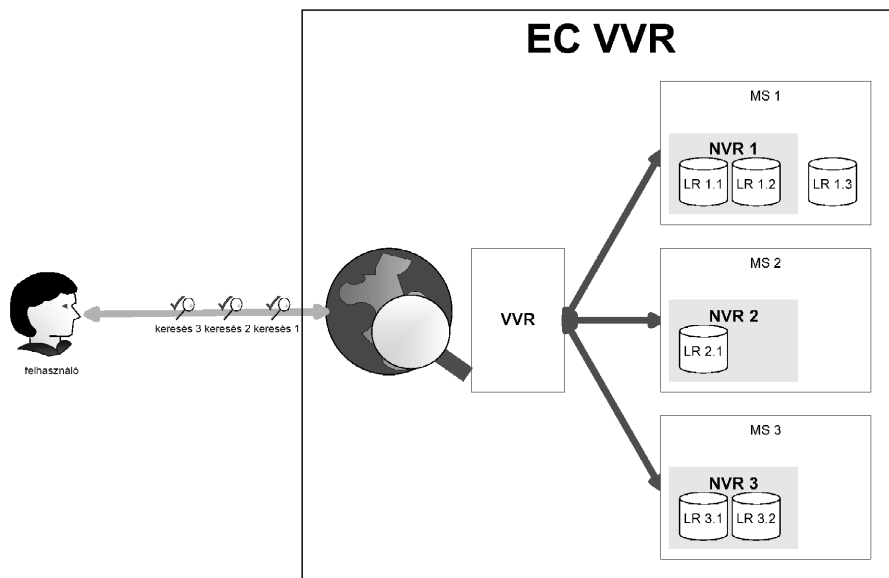 EC VVR
MS 1
NVR 1
LR 1.1
LR 1.2
LR 1.3
MS 2
NVR 2
LR 2.1
MS 3
NVR 3
LR 3.1
LR 3.2
VVR
keresés 3 keresés 2 keresés 1
felhasználó